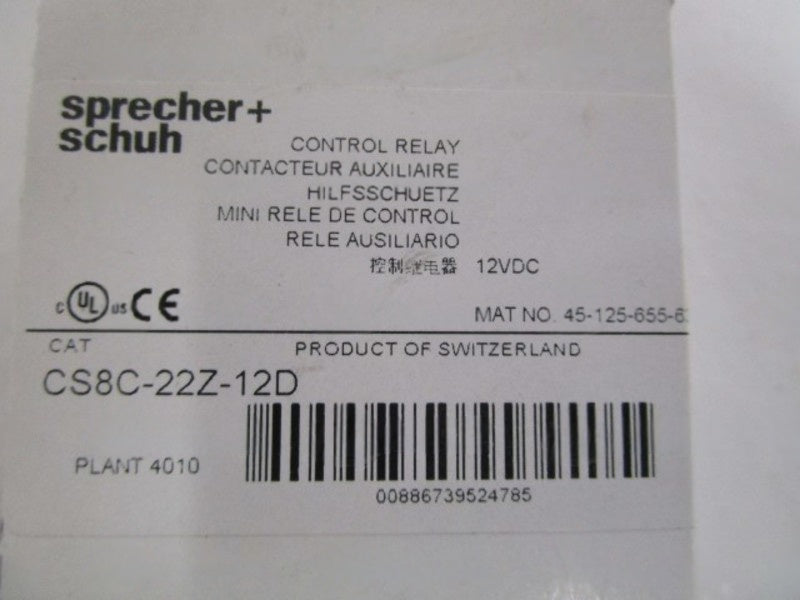 sprecher+
schuh
CONTROL RELAY
CONTACTEUR AUXILIAIRE
HILFSSCHUETZ
MINI RELE DE CONTROL
RELE AUSILIARIO
控制继电器 12VDC
c UL US CE
MAT NO. 45-125-655-6
CAT
PRODUCT OF SWITZERLAND
CS8C-22Z-12D
PLANT 4010
00886739524785